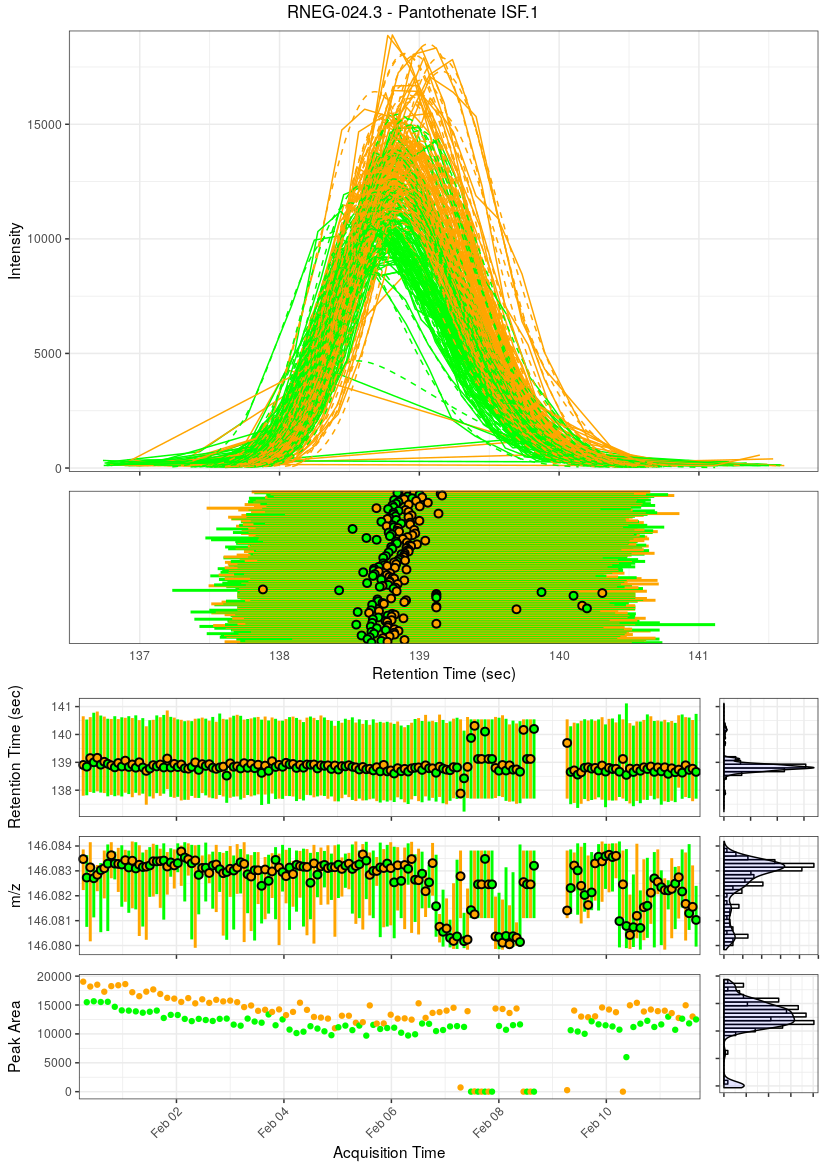 RNEG-024.3 - Pantothenate ISF.1
Intensity
15000
10000
5000
0
137 138 139 140 141
Retention Time (sec)
Retention Time (sec)
141
140
139
138
m/z
146.084
146.083
146.082
146.081
146.080
Peak Area
20000
15000
10000
5000
0
Feb 02 Feb 04 Feb 06 Feb 08 Feb 10
Acquisition Time